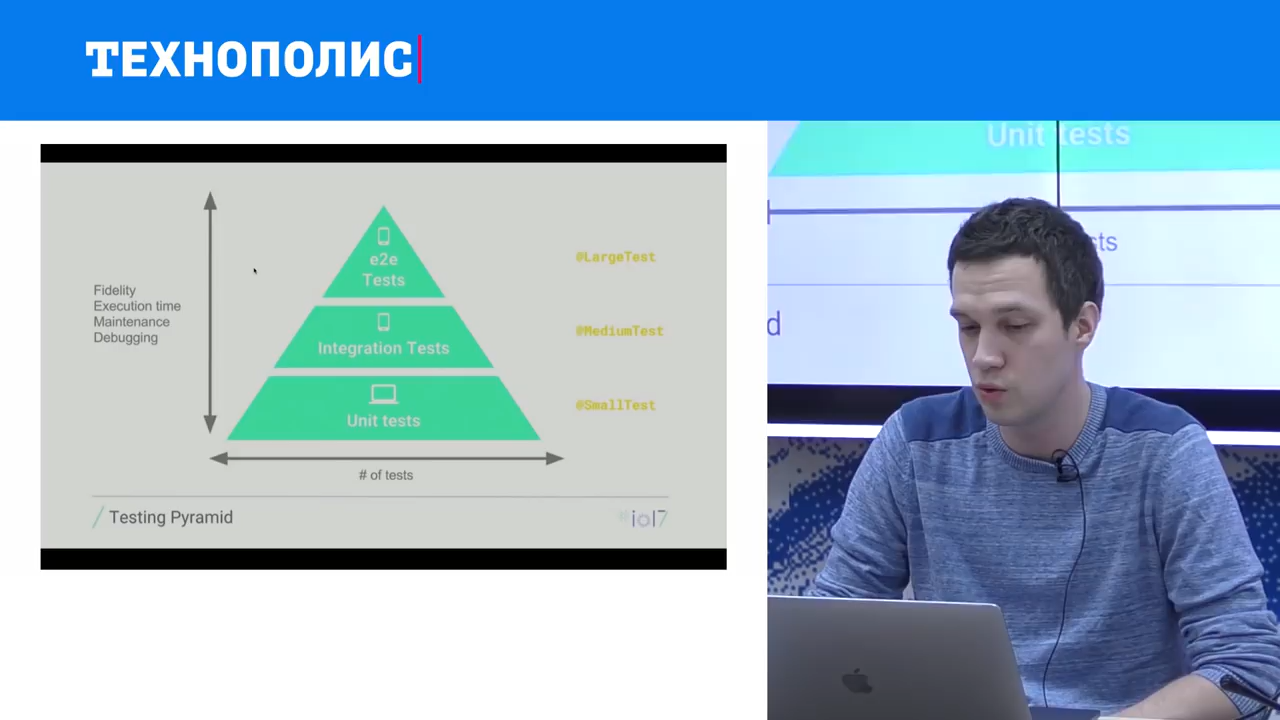 ТЕХНОПОЛИС
Unit tests
sts
d
e2e
Tests
@LargeTest
Fidelity
Execution time
Maintenance
Debugging
Integration Tests
@MediumTest
Unit tests
@SmallTest
# of tests
Testing Pyramid
io17